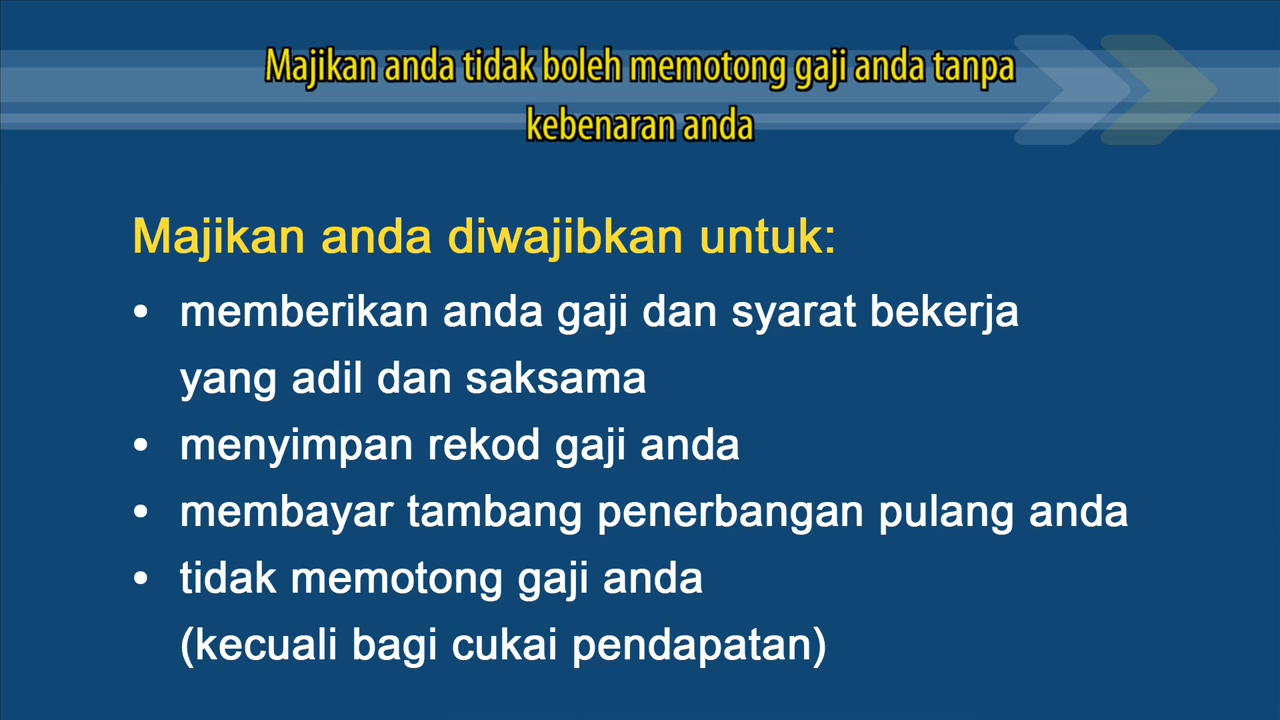 Majikan anda tidak boleh memotong gaji anda tanpa
kebenaran anda
Majikan anda diwajibkan untuk:
• memberikan anda gaji dan syarat bekerja
yang adil dan saksama
• menyimpan rekod gaji anda
• membayar tambang penerbangan pulang anda
• tidak memotong gaji anda
(kecuali bagi cukai pendapatan)